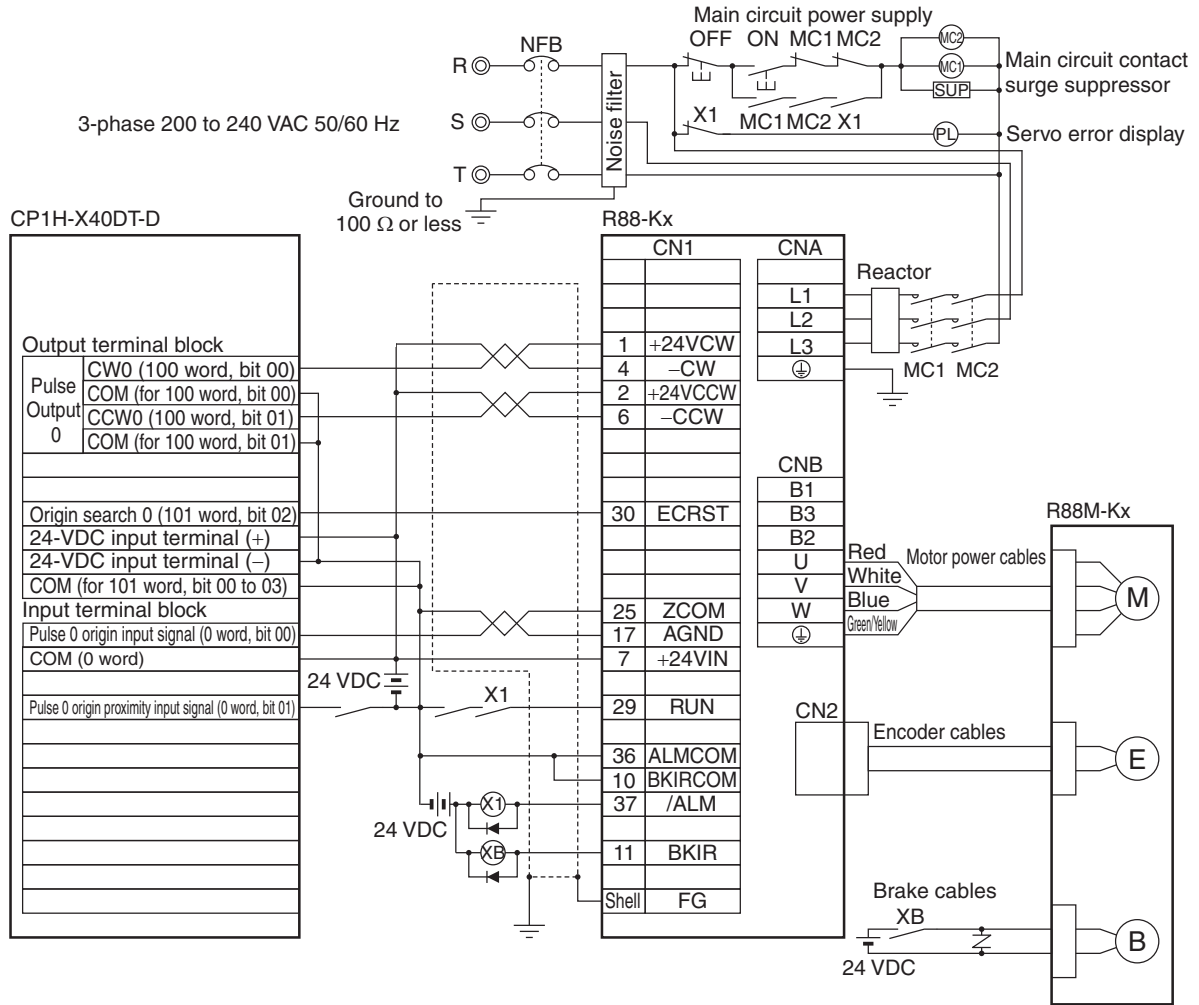 Main circuit power supply
OFF ON MC1 MC2
MC2
NFB
R
MC1
Main circuit contact
surge suppressor
SUP
Noise filter
3-phase 200 to 240 VAC 50/60 Hz
S
X1
MC1 MC2 X1
PL
Servo error display
T
Ground to
100 Ω or less
CP1H-X40DT-D
R88-Kx
CN1
CNA
Reactor
L1
L2
L3
MC1 MC2
Output terminal block
Pulse
Output
0
CW0 (100 word, bit 00)
COM (for 100 word, bit 00)
CCW0 (100 word, bit 01)
COM (for 100 word, bit 01)
Origin search 0 (101 word, bit 02)
24-VDC input terminal (+)
24-VDC input terminal (−)
COM (for 101 word, bit 00 to 03)
Input terminal block
Pulse 0 origin input signal (0 word, bit 00)
COM (0 word)
Pulse 0 origin proximity input signal (0 word, bit 01)
24 VDC
X1
24 VDC
X1
XB
1 +24VCW
4 −CW
2 +24VCCW
6 −CCW
30 ECRST
25 ZCOM
17 AGND
7 +24VIN
29 RUN
36 ALMCOM
10 BKIRCOM
37 /ALM
11 BKIR
Shell FG
CNB
B1
B3
B2
U
V
W
Red
White
Blue
Green/Yellow
Motor power cables
R88M-Kx
M
CN2
Encoder cables
E
Brake cables
XB
24 VDC
B